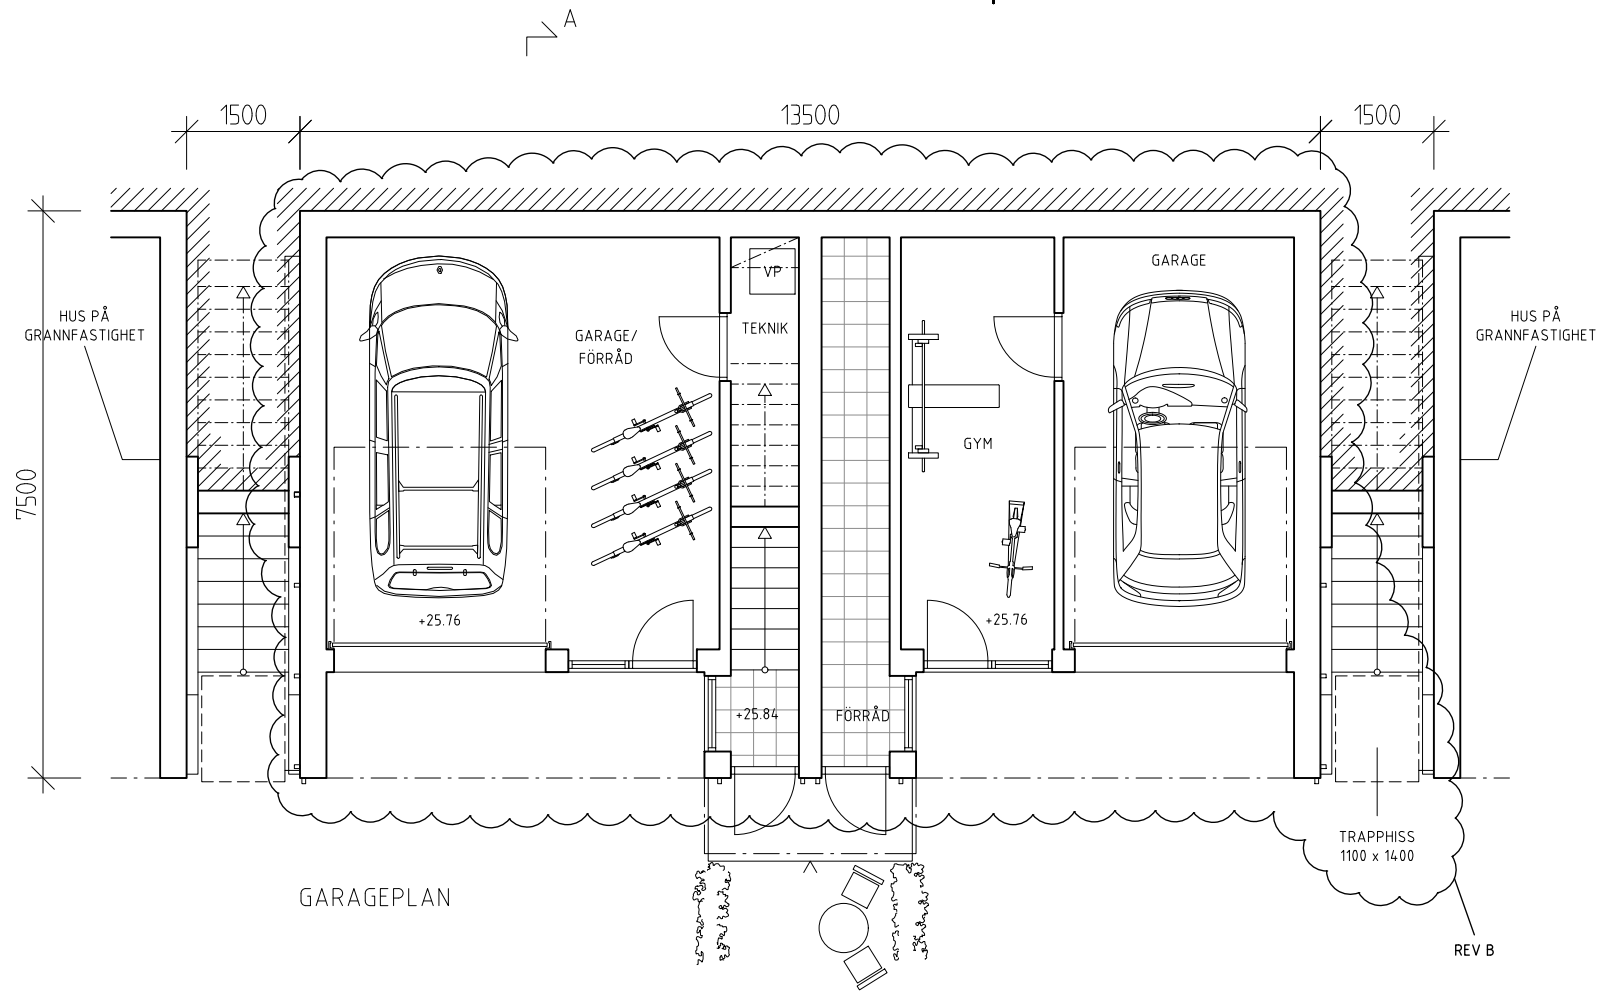 A
1500
13500
1500
7500
HUS PÅ
GRANNFASTIGHET
GARAGE/
FÖRRÅD
VP
TEKNIK
GARAGE
GYM
HUS PÅ
GRANNFASTIGHET
+25.76
+25.76
+25.84
FÖRRÅD
TRAPPHISS
1100 x 1400
GARAGEPLAN
REV B